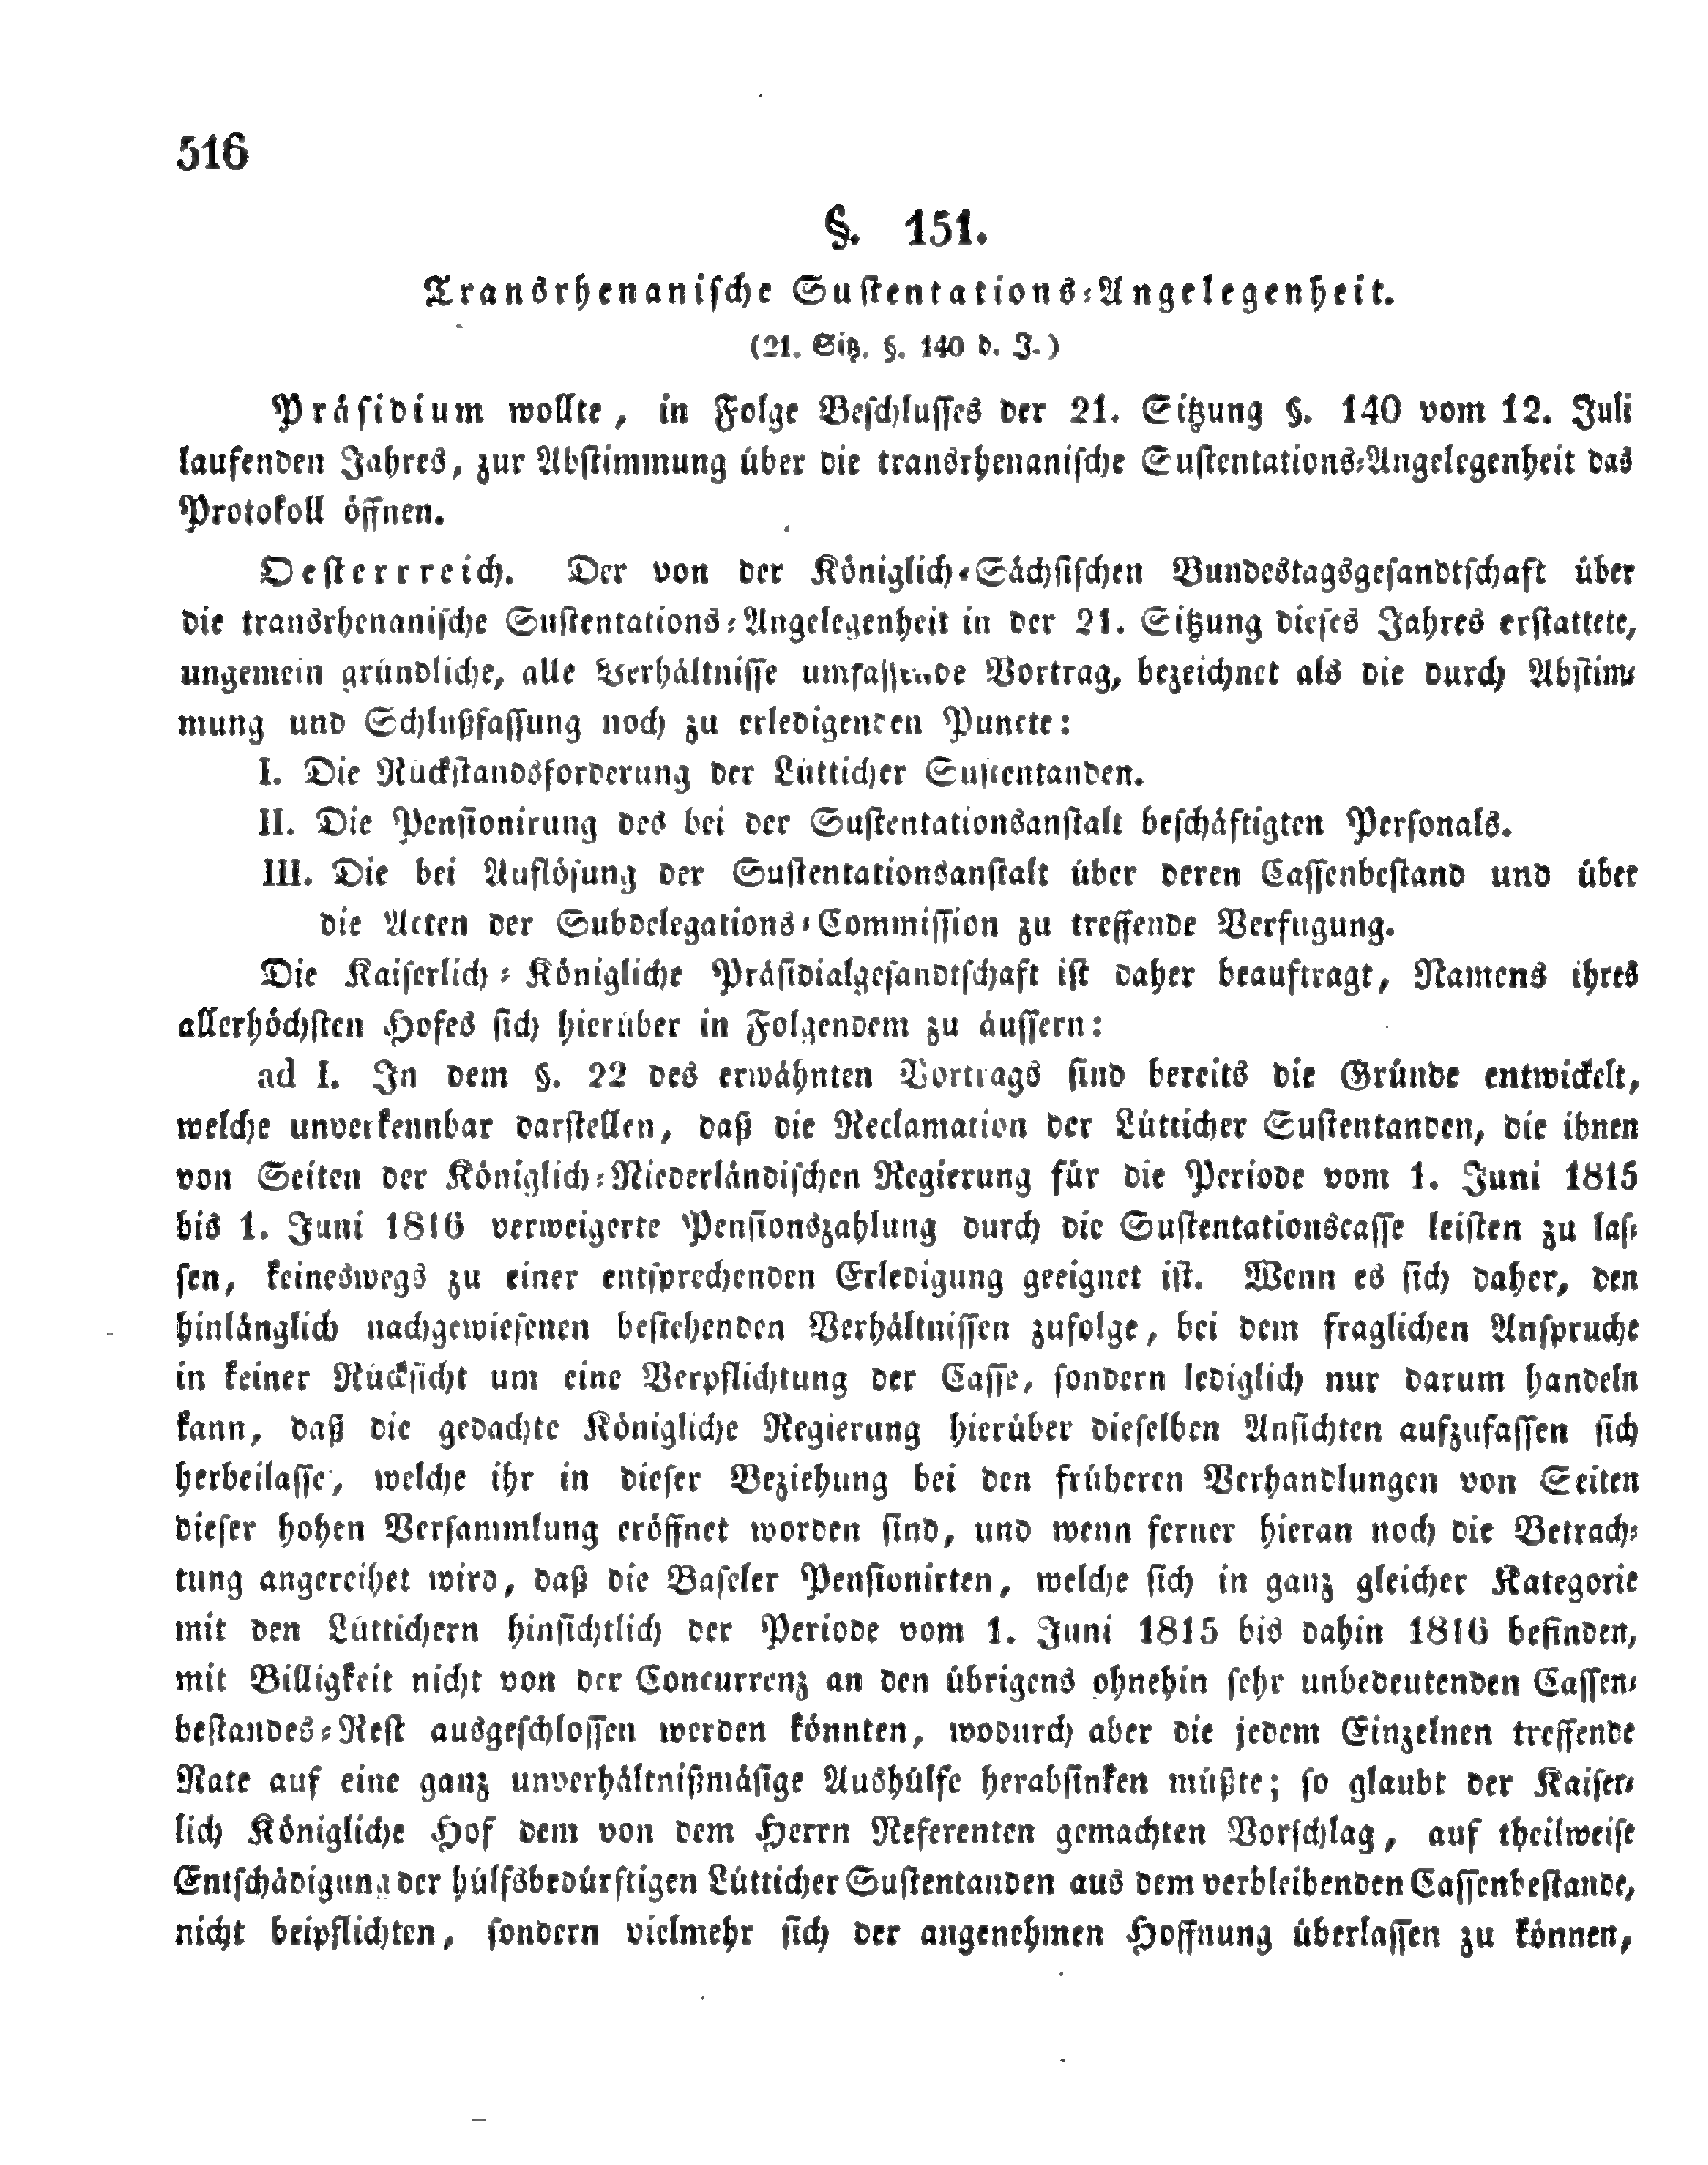 516
§. 151.
Transrhenanische Sustentations-Angelegenheit.
(21. Sitz. §. 140 d. J.)
Präsidium wollte, in Folge Beschlusses der 21. Sitzung §. 140 vom 12. Juli
laufenden Jahres, zur Abstimmung über die transrhenanische Sustentations-Angelegenheit das
Protokoll öffnen.
Oesterrreich. Der von der Königlich-Sächsischen Bundestagsgesandtschaft über
die transrhenanische Sustentations-Angelegenheit in der 21. Sitzung dieses Jahres erstattete,
ungemein gründliche, alle Verhältnisse umfassende Vortrag, bezeichnet als die durch Abstim-
mung und Schlußfassung noch zu erledigenden Puncte:
I. Die Rückstandsforderung der Lütticher Sustentanden.
II. Die Pensionirung des bei der Sustentationsanstalt beschäftigten Personals.
III. Die bei Auflösung der Sustentationsanstalt über deren Cassenbestand und über
die Acten der Subdelegations-Commission zu treffende Verfugung.
Die Kaiserlich-Königliche Präsidialgesandtschaft ist daher beauftragt, Namens ihres
allerhöchsten Hofes sich hierüber in Folgendem zu äussern:
ad I. In dem §. 22 des erwähnten Vortrags sind bereits die Gründe entwickelt,
welche unverkennbar darstellen, daß die Reclamation der Lütticher Sustentanden, die ihnen
von Seiten der Königlich-Niederländischen Regierung für die Periode vom 1. Juni 1815
bis 1. Juni 1816 verweigerte Pensionszahlung durch die Sustentationscasse leisten zu las-
sen, keineswegs zu einer entsprechenden Erledigung geeignet ist. Wenn es sich daher, den
hinlänglich nachgewiesenen bestehenden Verhältnissen zufolge, bei dem fraglichen Anspruche
in keiner Rücksicht um eine Verpflichtung der Casse, sondern lediglich nur darum handeln
kann, daß die gedachte Königliche Regierung hierüber dieselben Ansichten aufzufassen sich
herbeilasse, welche ihr in dieser Beziehung bei den früheren Verhandlungen von Seiten
dieser hohen Versammlung eröffnet worden sind, und wenn ferner hieran noch die Betrach-
tung angereihet wird, daß die Baseler Pensionirten, welche sich in ganz gleicher Kategorie
mit den Lüttichern hinsichtlich der Periode vom 1. Juni 1815 bis dahin 1816 befinden,
mit Billigkeit nicht von der Concurrenz an den übrigens ohnehin sehr unbedeutenden Cassen-
bestandes-Rest ausgeschlossen werden könnten, wodurch aber die jedem Einzelnen treffende
Rate auf eine ganz unverhältnißmäsige Aushülfe herabsinken müßte; so glaubt der Kaiser-
lich Königliche Hof dem von dem Herrn Referenten gemachten Vorschlag, auf theilweise
Entschädigung der hülfsbedürftigen Lütticher Sustentanden aus dem verbleibenden Cassenbestande,
nicht beipflichten, sondern vielmehr sich der angenehmen Hoffnung überlassen zu können,